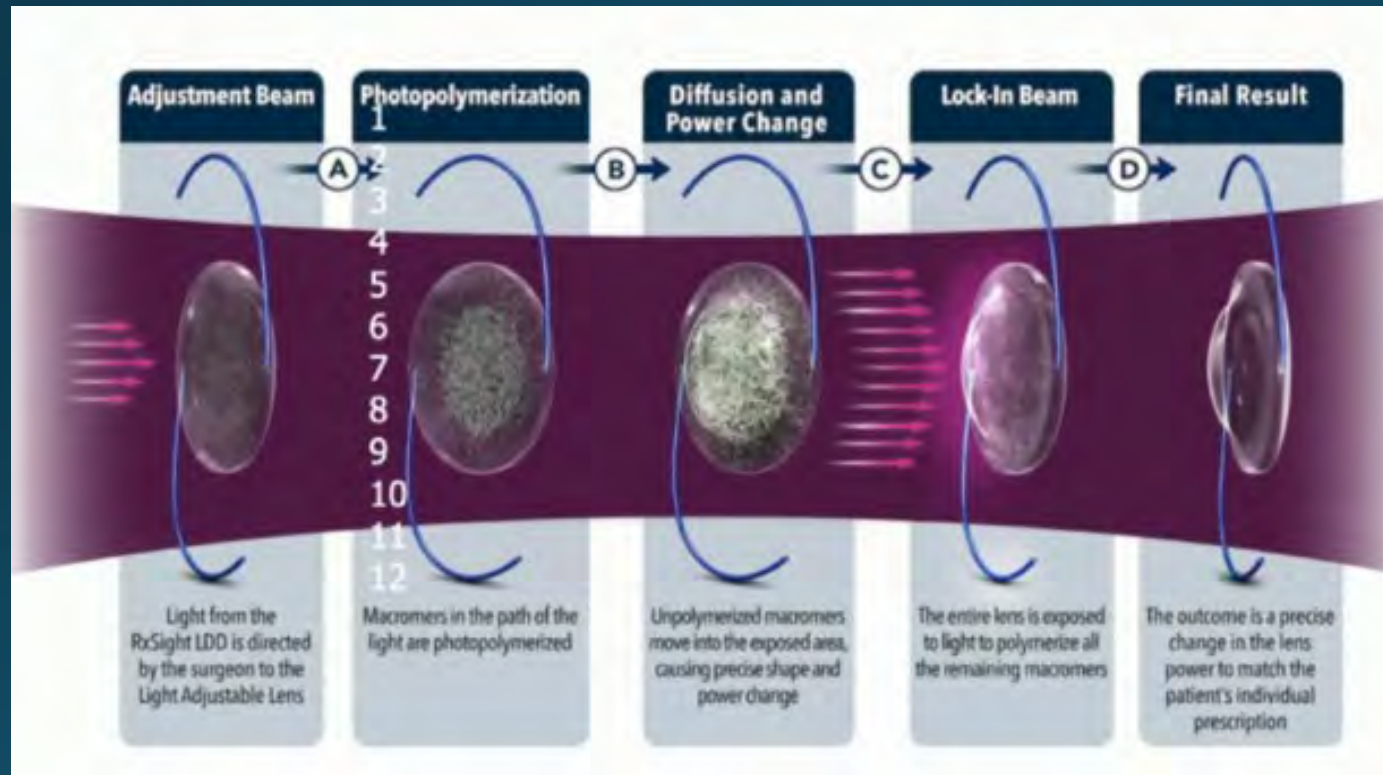 Adjustment Beam
Photopolymerization
Diffusion and
Power Change
Lock-In Beam
Final Result
A
B
C
D
1
2
3
4
5
6
7
8
9
10
11
12
Light from the
RxSight LDD is directed
by the surgeon to the
Light Adjustable Lens
Macromers in the path of the
light are photopolymerized
Unpolymerized macromers
move into the exposed area,
causing precise shape and
power change
The entire lens is exposed
to light to polymerize all
the remaining macromers
The outcome is a precise
change in the lens
power to match the
patient's individual
prescription